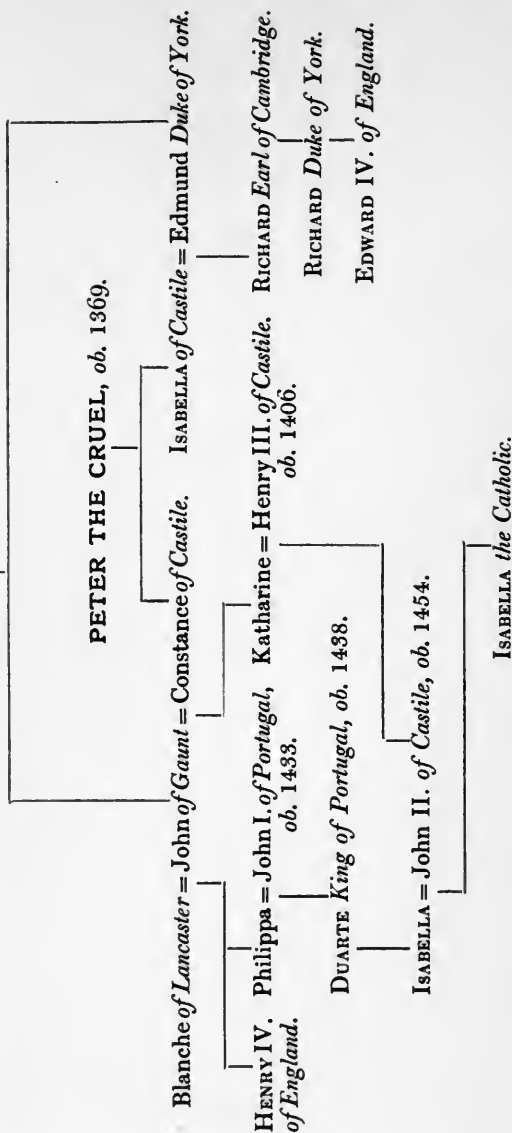 PETER THE CRUEL, ob. 1369.
Blanche of Lancaster = John of Gaunt = Constance of Castile. ISABELLA of Castile = Edmund Duke of York.
HENRY IV. Philippa = John I. of Portugal, Katharine = Henry III. of Castile. RICHARD Earl of Cambridge.
of England. ob. 1433. ob. 1406.
DUARTE King of Portugal, ob. 1438. RICHARD Duke of York.
ISABELLA = John II. of Castile, ob. 1454. EDWARD IV. of England.
ISABELLA the Catholic.